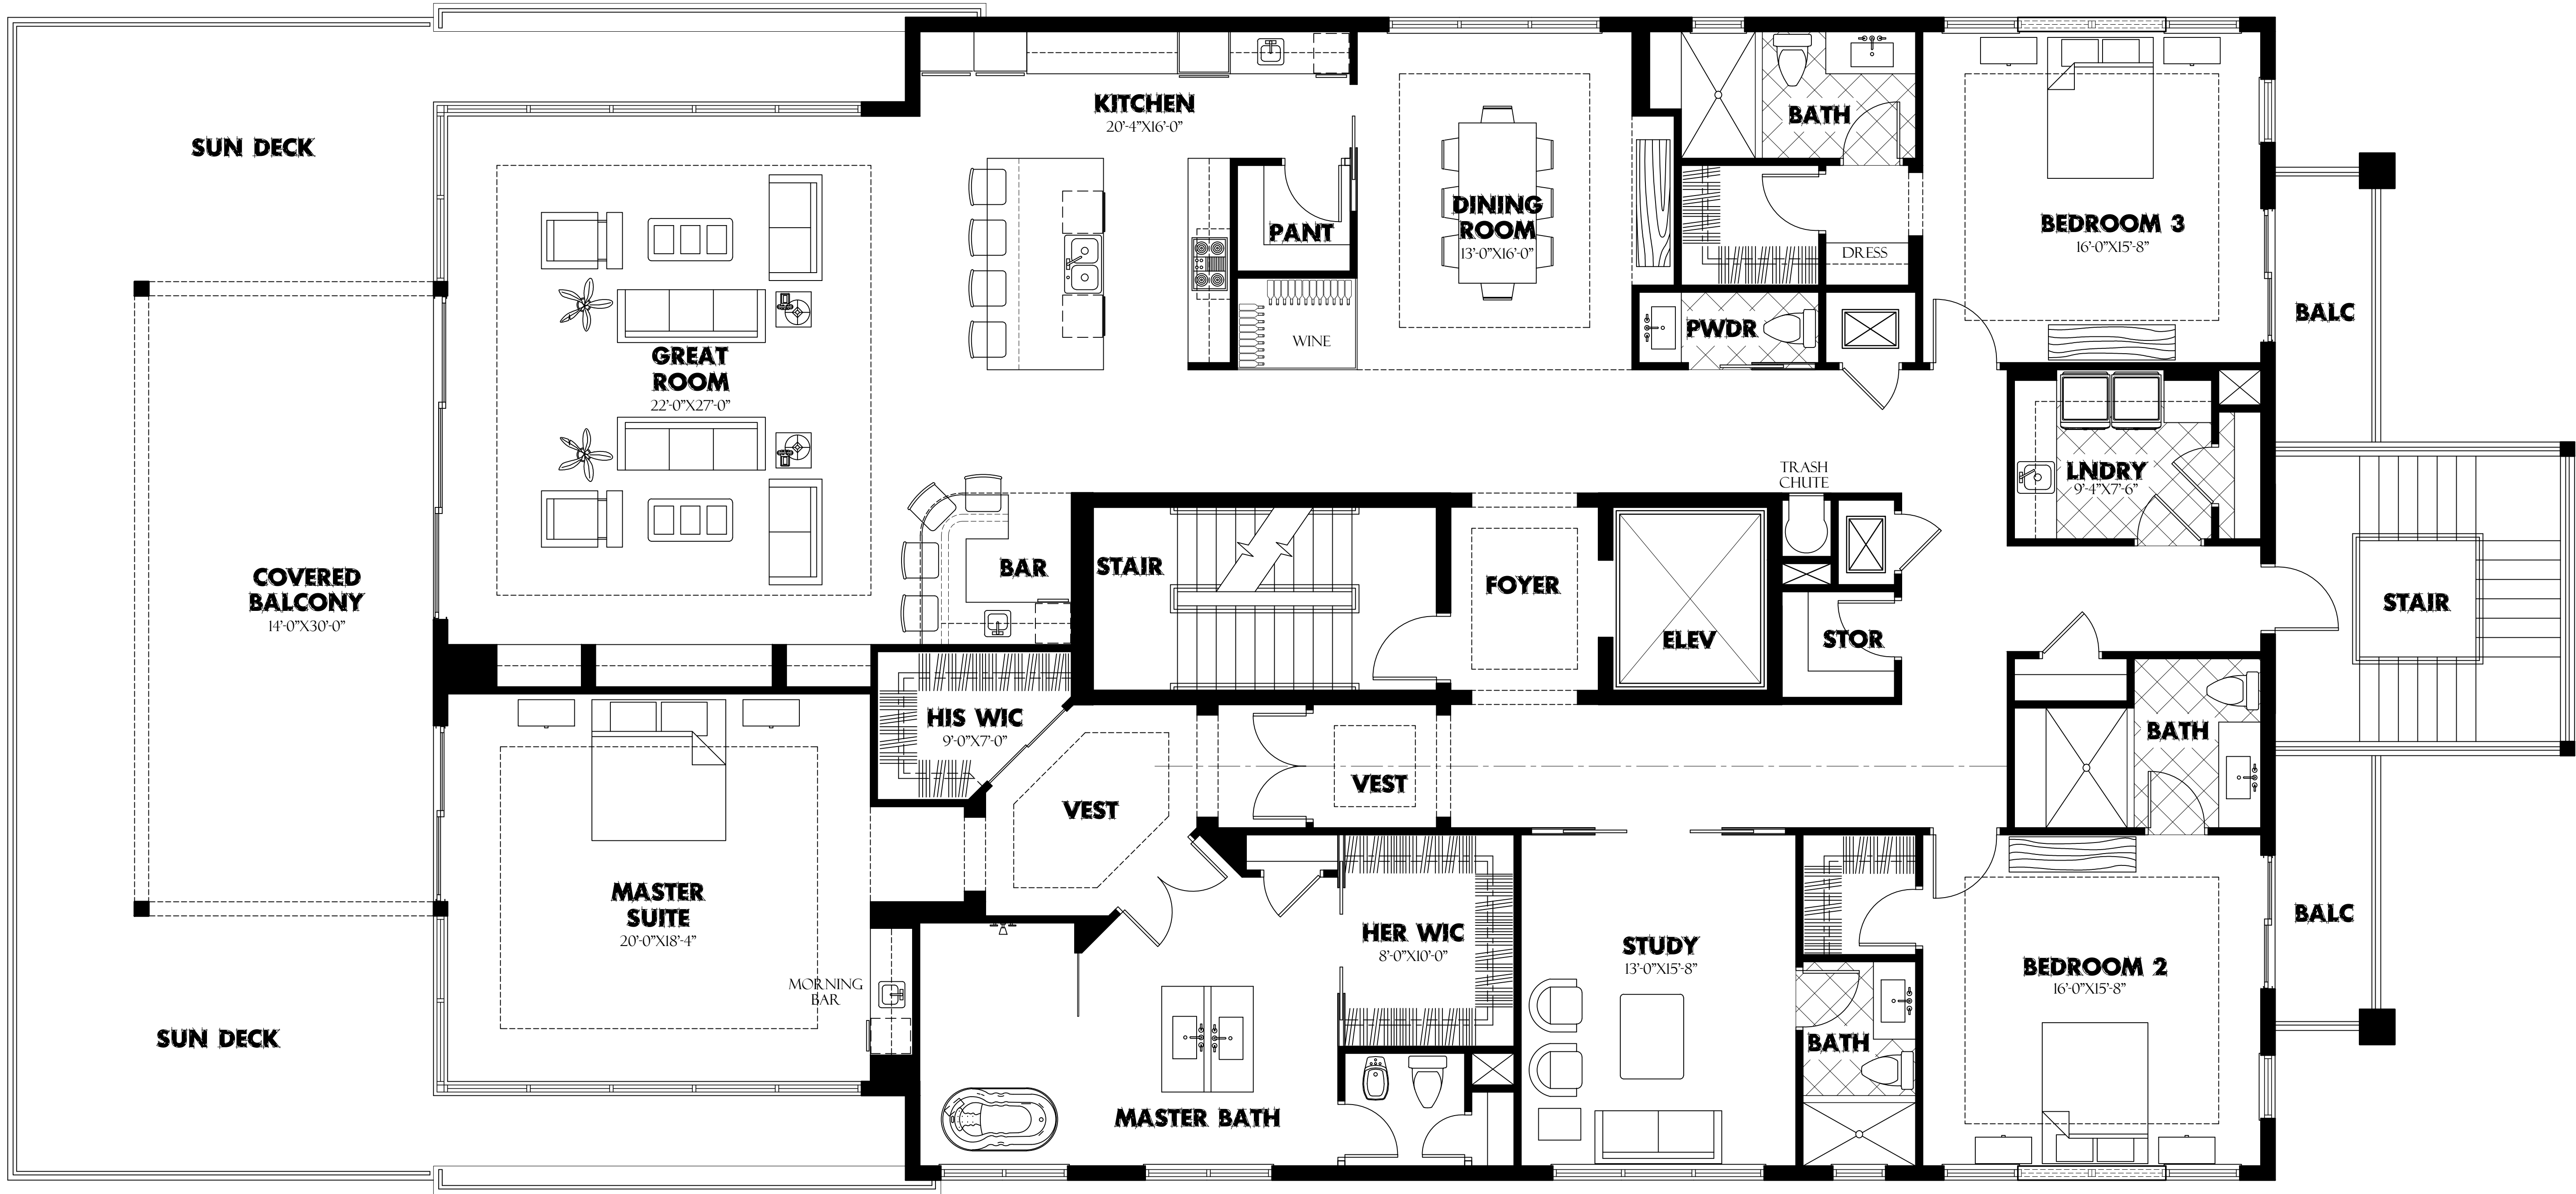 KITCHEN
20'-4"X16'-0"
SUN DECK
BATH
DINING
ROOM
13'-0"X16'-0"
PANT
BEDROOM 3
16'-0"X15'-8"
DRESS
WINE
PWDR
BALC
GREAT
ROOM
22'-0"X27'-0"
TRASH
CHUTE
LNDRY
9'-4"X7'-6"
COVERED
BALCONY
14'-0"X30'-0"
BAR
STAIR
FOYER
ELEV
STOR
STAIR
HIS WIC
9'-0"X7'-0"
BATH
VEST
VEST
MASTER
SUITE
20'-0"X18'-4"
HER WIC
8'-0"X10'-0"
STUDY
13'-0"X15'-8"
BALC
BEDROOM 2
16'-0"X15'-8"
MORNING
BAR
SUN DECK
BATH
MASTER BATH